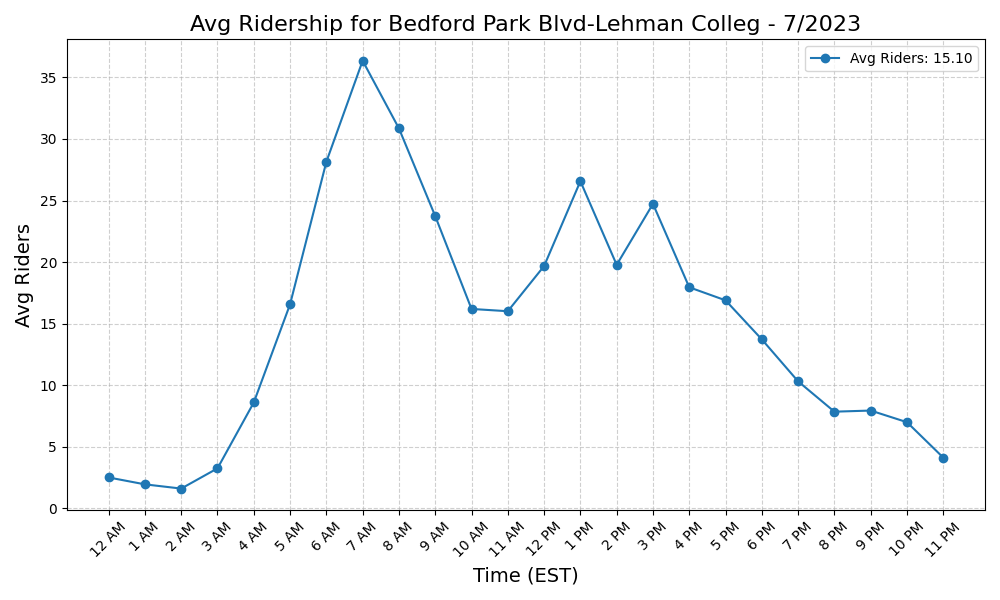 Avg Ridership for Bedford Park Blvd-Lehman Colleg - 7/2023
Avg Riders: 15.10
Avg Riders
35
30
25
20
15
10
5
0
12 AM
1 AM
2 AM
3 AM
4 AM
5 AM
6 AM
7 AM
8 AM
9 AM
10 AM
11 AM
12 PM
1 PM
2 PM
3 PM
4 PM
5 PM
6 PM
7 PM
8 PM
9 PM
10 PM
11 PM
Time (EST)